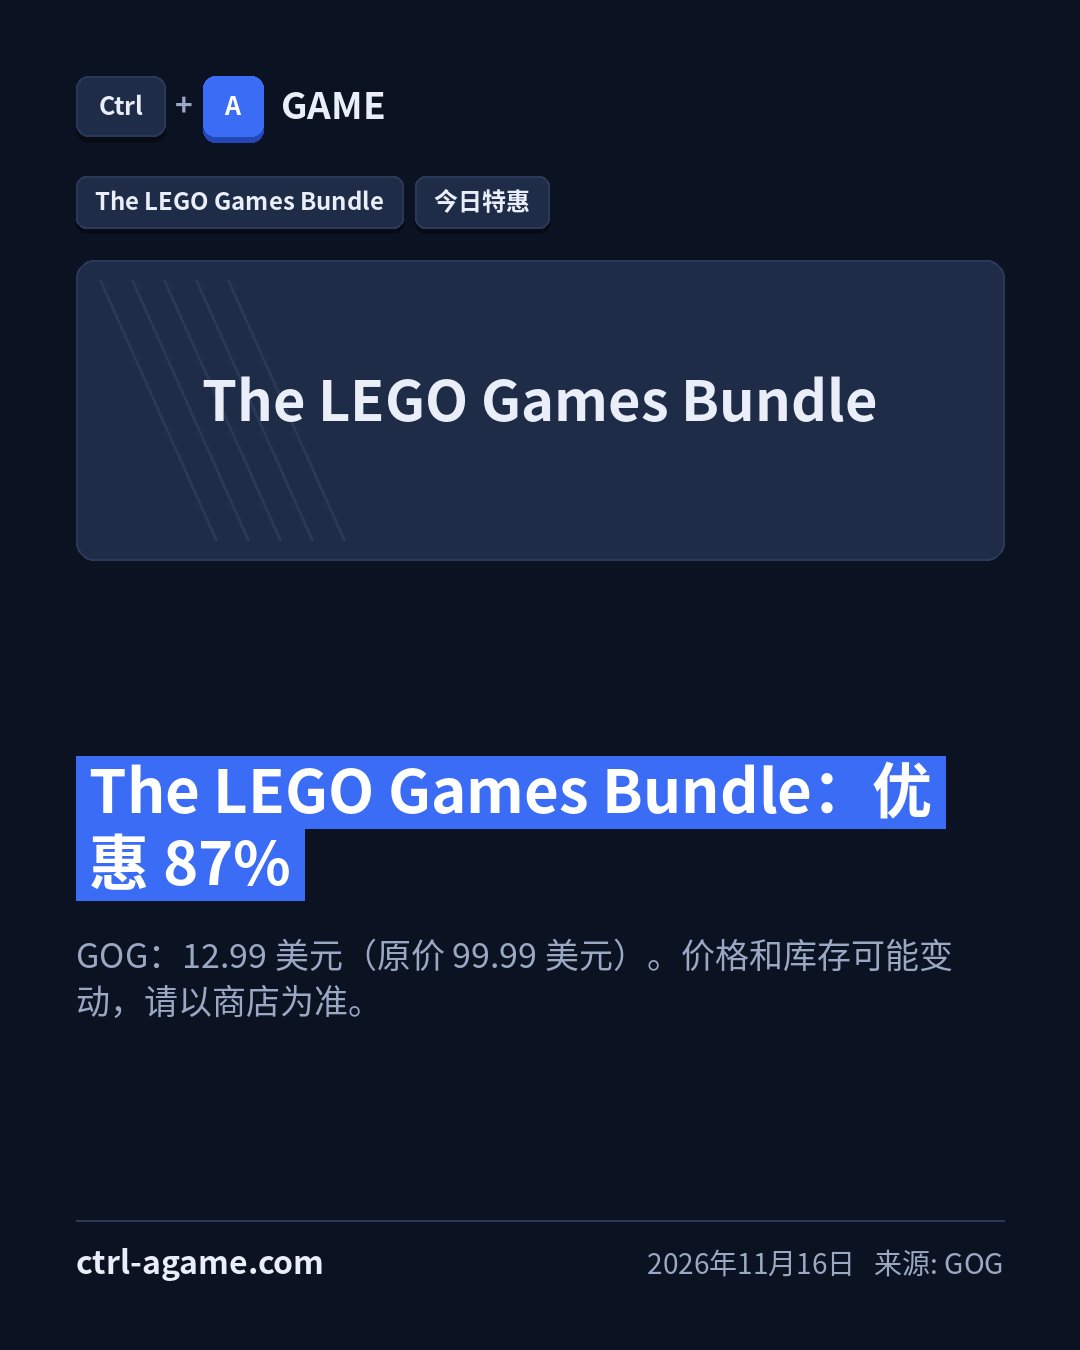 Ctrl + A GAME
The LEGO Games Bundle 今日特惠
The LEGO Games Bundle
The LEGO Games Bundle：优
惠 87%
GOG：12.99 美元（原价 99.99 美元）。价格和库存可能变
动，请以商店为准。
ctrl-agame.com 2026年11月16日 来源: GOG